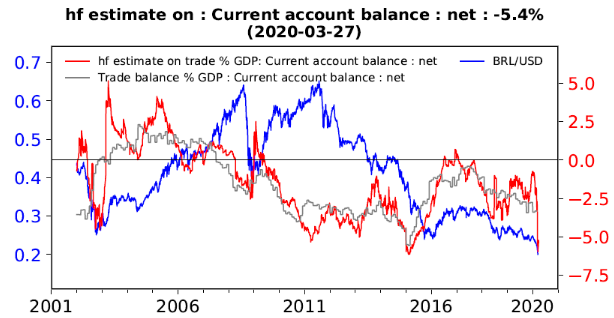 hf estimate on : Current account balance : net : -5.4%
(2020-03-27)
hf estimate on trade % GDP: Current account balance : net
Trade balance % GDP : Current account balance : net
BRL/USD
0.7
0.6
0.5
0.4
0.3
0.2
5.0
2.5
0.0
−2.5
−5.0
−7.5
2001 2006 2011 2016 2020